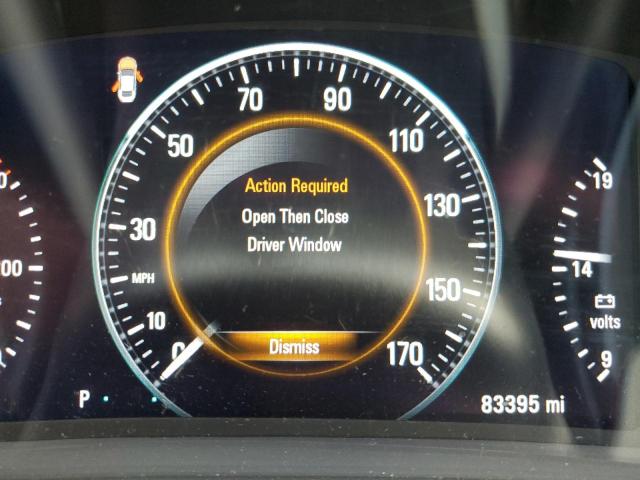 70
90
50
110
30
130
MPH
10
150
0
170
Action Required
Open Then Close
Driver Window
Dismiss
19
14
volts
9
P
83395 mi